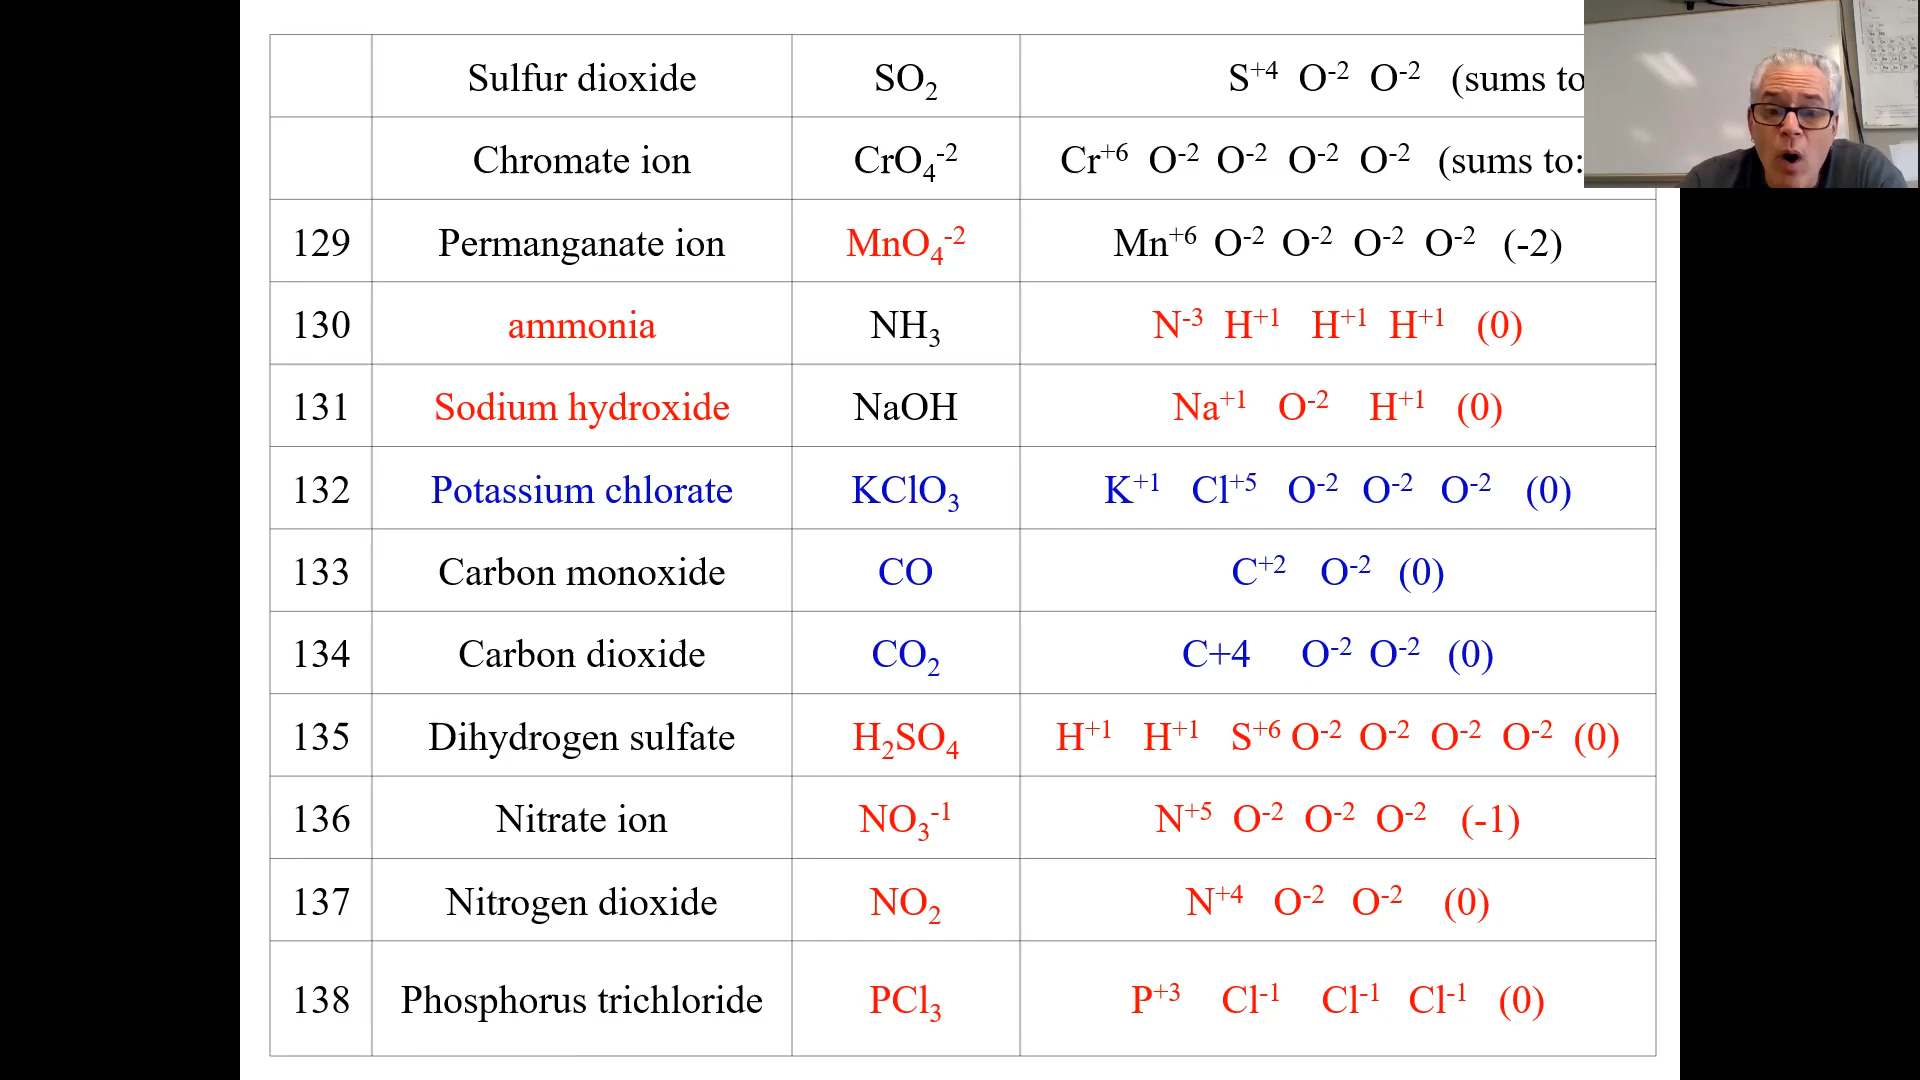 Sulfur dioxide SO₂ S⁺⁴ O⁻² O⁻² (sums to
Chromate ion CrO₄⁻² Cr⁺⁶ O⁻² O⁻² O⁻² O⁻² (sums to:
129 Permanganate ion MnO₄⁻² Mn⁺⁶ O⁻² O⁻² O⁻² O⁻² (-2)
130 ammonia NH₃ N⁻³ H⁺¹ H⁺¹ H⁺¹ (0)
131 Sodium hydroxide NaOH Na⁺¹ O⁻² H⁺¹ (0)
132 Potassium chlorate KClO₃ K⁺¹ Cl⁺⁵ O⁻² O⁻² O⁻² (0)
133 Carbon monoxide CO C⁺² O⁻² (0)
134 Carbon dioxide CO₂ C+4 O⁻² O⁻² (0)
135 Dihydrogen sulfate H₂SO₄ H⁺¹ H⁺¹ S⁺⁶ O⁻² O⁻² O⁻² O⁻² (0)
136 Nitrate ion NO₃⁻¹ N⁺⁵ O⁻² O⁻² O⁻² (-1)
137 Nitrogen dioxide NO₂ N⁺⁴ O⁻² O⁻² (0)
138 Phosphorus trichloride PCl₃ P⁺³ Cl⁻¹ Cl⁻¹ Cl⁻¹ (0)